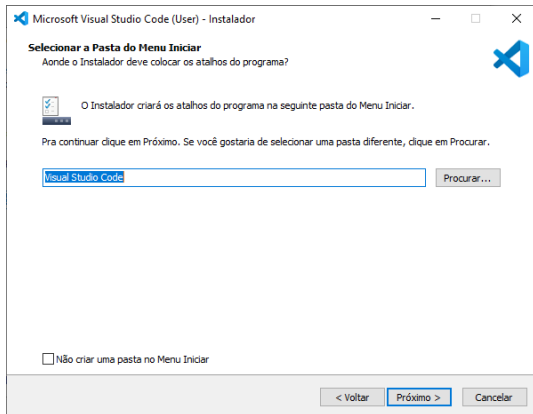 Microsoft Visual Studio Code (User) - Instalador
Selecionar a Pasta do Menu Iniciar
Aonde o Instalador deve colocar os atalhos do programa?
O Instalador criará os atalhos do programa na seguinte pasta do Menu Iniciar.
Pra continuar clique em Próximo. Se você gostaria de selecionar uma pasta diferente, clique em Procurar.
Visual Studio Code
Procurar...
Não criar uma pasta no Menu Iniciar
< Voltar
Próximo >
Cancelar